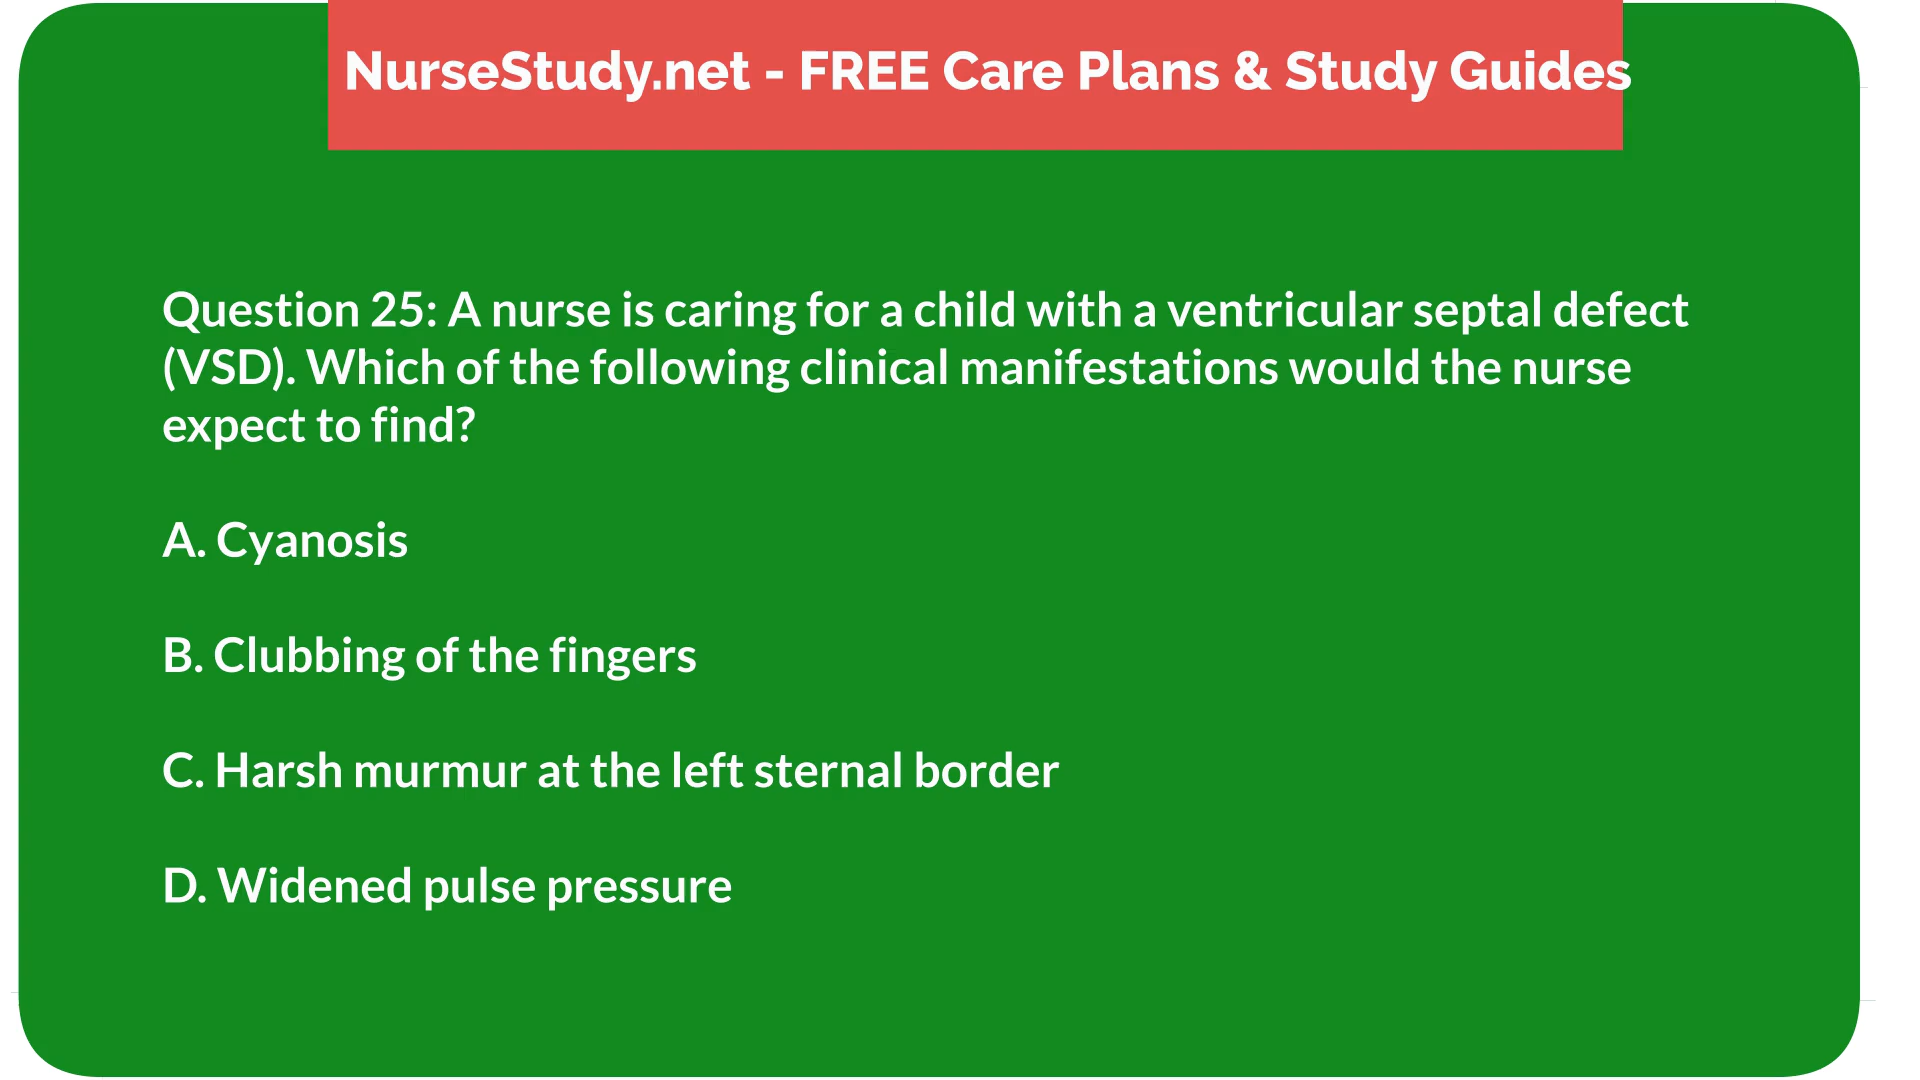 NurseStudy.net - FREE Care Plans & Study Guides
Question 25: A nurse is caring for a child with a ventricular septal defect
(VSD). Which of the following clinical manifestations would the nurse
expect to find?
A. Cyanosis
B. Clubbing of the fingers
C. Harsh murmur at the left sternal border
D. Widened pulse pressure